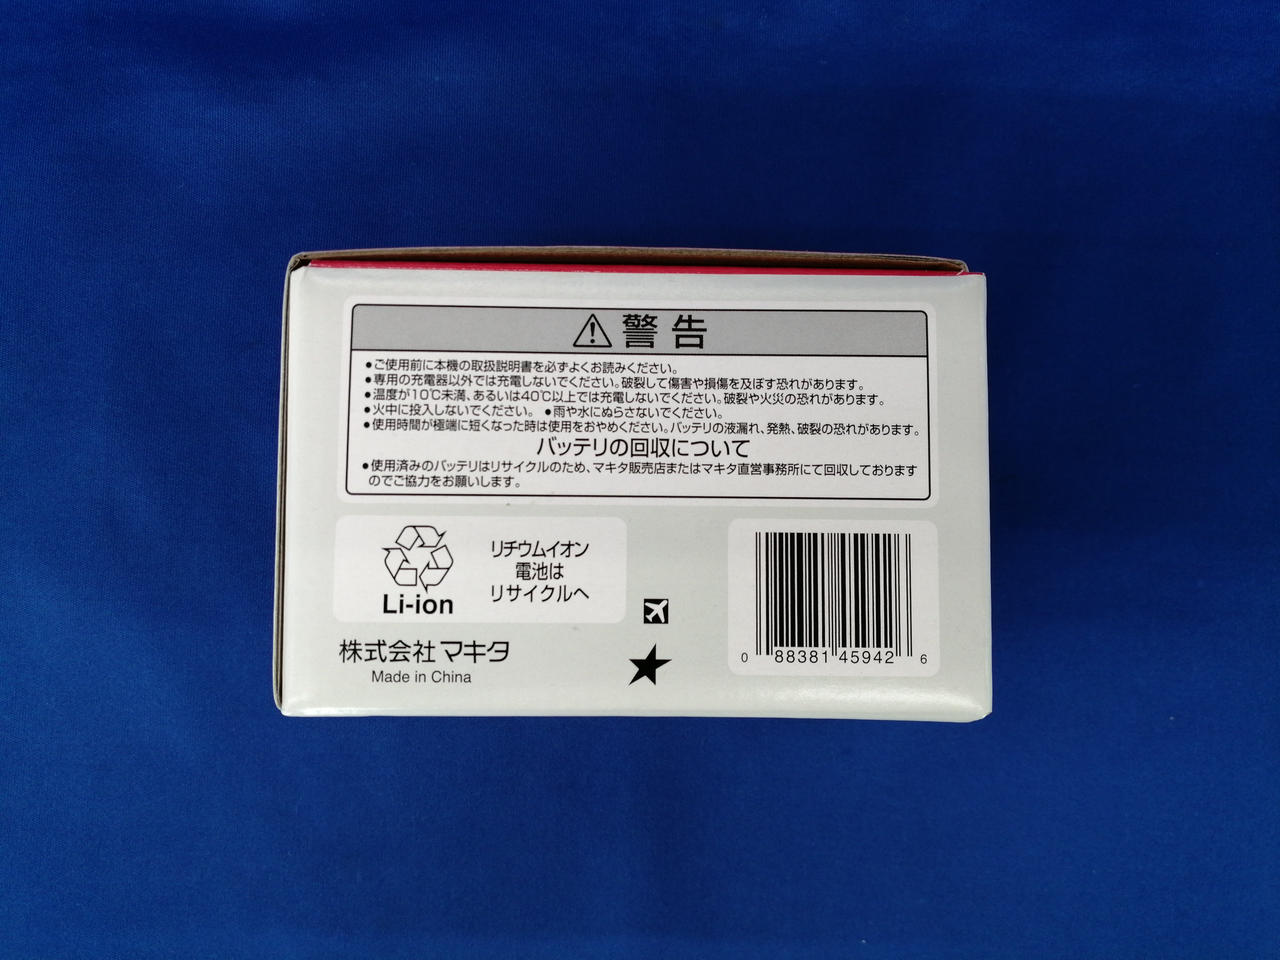 警告
●ご使用前に本機の取扱説明書を必ずよくお読みください。
●専用の充電器以外では充電しないでください。破裂して傷害や損傷を及ぼす恐れがあります。
●温度が10℃未満、あるいは40℃以上では充電しないでください。破裂や火災の恐れがあります。
●火中に投入しないでください。 ●雨や水にぬらさないでください。
●使用時間が極端に短くなった時は使用をおやめください。バッテリの液漏れ、発熱、破裂の恐れがあります。
バッテリの回収について
●使用済みのバッテリはリサイクルのため、マキタ販売店またはマキタ直営事務所にて回収しております
のでご協力をお願いします。
Li-ion
リチウムイオン
電池は
リサイクルへ
株式会社マキタ
Made in China
0 88381 45942 6